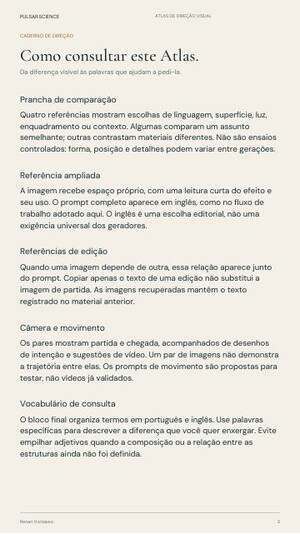 PULSAR SCIENCE
ATLAS DE DIREÇÃO VISUAL
CADERNO DE DIREÇÃO
Como consultar este Atlas.
Da diferença visível às palavras que ajudam a pedi-la.
Prancha de comparação
Quatro referências mostram escolhas de linguagem, superfície, luz,
enquadramento ou contexto. Algumas comparam um assunto
semelhante; outras contrastam materiais diferentes. Não são ensaios
controlados: forma, posição e detalhes podem variar entre gerações.
Referência ampliada
A imagem recebe espaço próprio, com uma leitura curta do efeito e
seu uso. O prompt completo aparece em inglês, como no fluxo de
trabalho adotado aqui. O inglês é uma escolha editorial, não uma
exigência universal dos geradores.
Referências de edição
Quando uma imagem depende de outra, essa relação aparece junto
do prompt. Copiar apenas o texto de uma edição não substitui a
imagem de partida. As imagens recuperadas mantêm o texto
registrado no material anterior.
Câmera e movimento
Os pares mostram partida e chegada, acompanhados de desenhos
de intenção e sugestões de vídeo. Um par de imagens não demonstra
a trajetória entre elas. Os prompts de movimento são propostas para
testar, não vídeos já validados.
Vocabulário de consulta
O bloco final organiza termos em português e inglês. Use palavras
específicas para descrever a diferença que você quer enxergar. Evite
empilhar adjetivos quando a composição ou a relação entre as
estruturas ainda não foi definida.
3